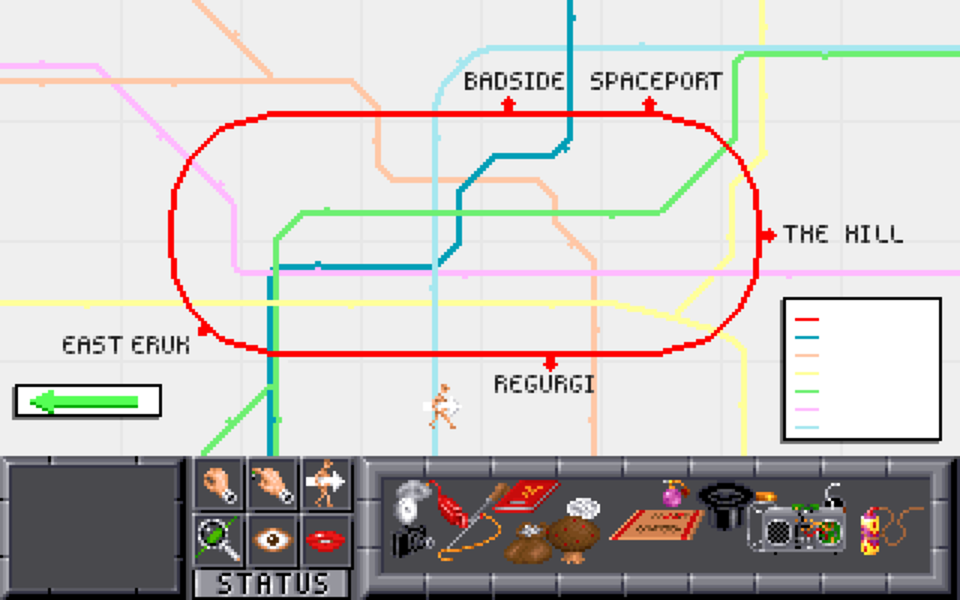 BADSIDE SPACEPORT
THE HILL
EAST ERUK
REGURGI
STATUS